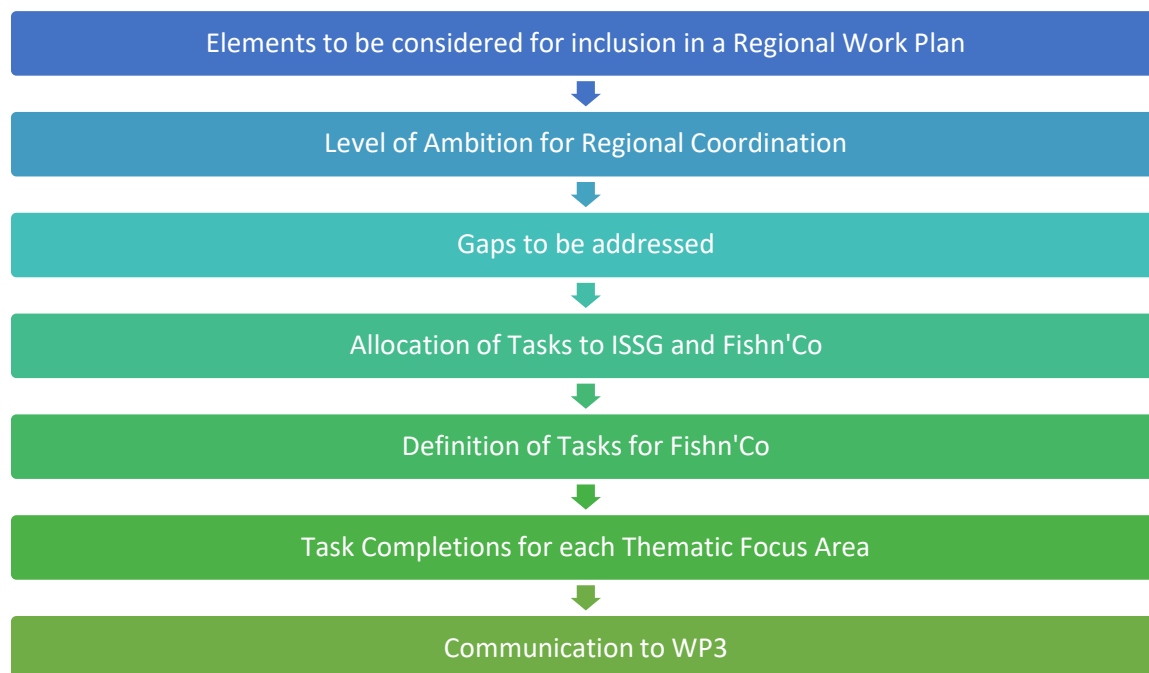 Elements to be considered for inclusion in a Regional Work Plan
Level of Ambition for Regional Coordination
Gaps to be addressed
Allocation of Tasks to ISSG and Fishn'Co
Definition of Tasks for Fishn'Co
Task Completions for each Thematic Focus Area
Communication to WP3